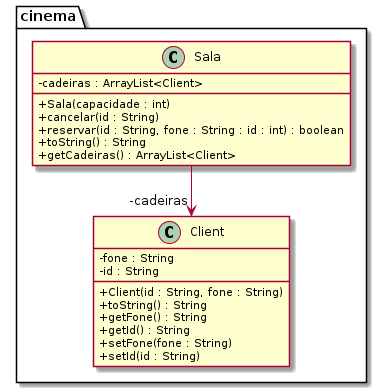 cinema
C Sala
-cadeiras : ArrayList<Client>
+Sala(capacidade : int)
+cancelar(id : String)
+reservar(id : String, fone : String : id : int) : boolean
+toString() : String
+getCadeiras() : ArrayList<Client>
-cadeiras
C Client
-fone : String
-id : String
+Client(id : String, fone : String)
+toString() : String
+getFone() : String
+getId() : String
+setFone(fone : String)
+setId(id : String)